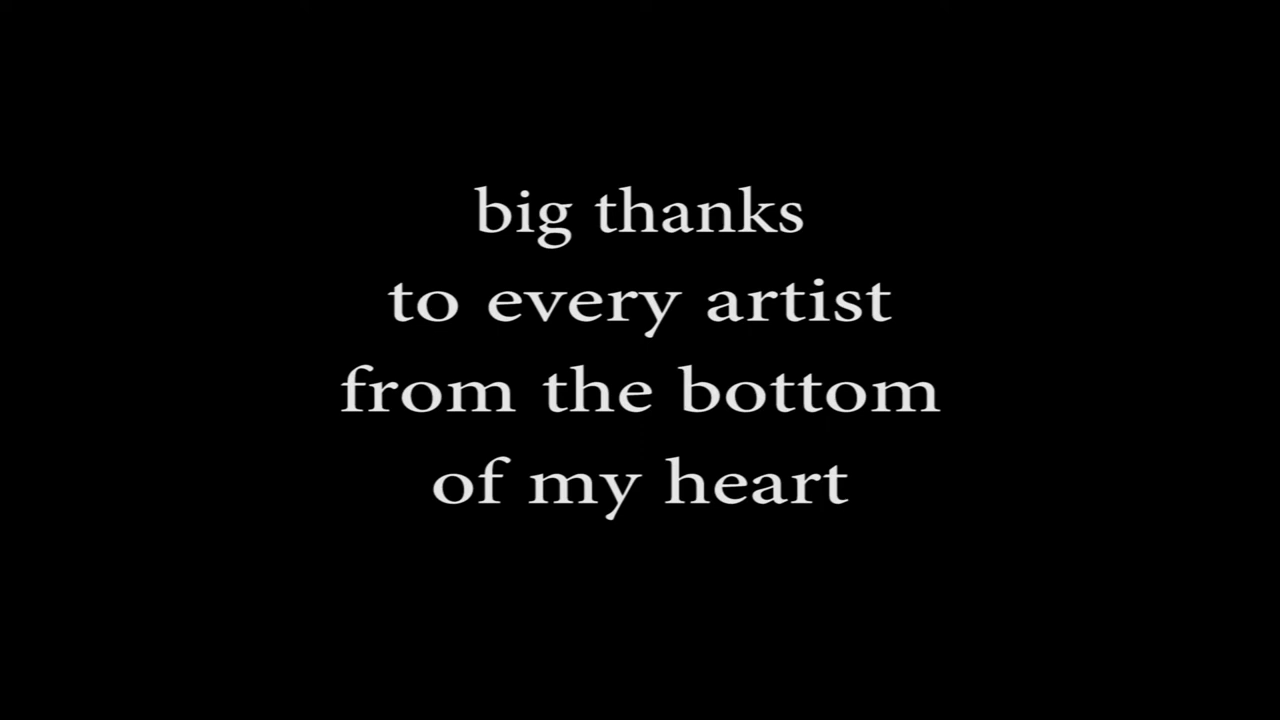 big thanks
to every artist
from the bottom
of my heart